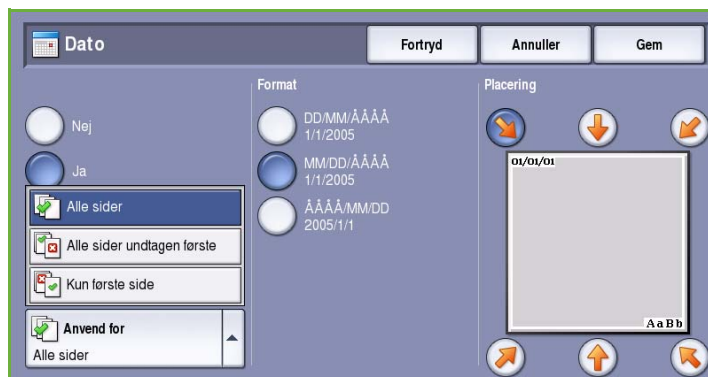 Dato
Fortryd
Annuller
Gem
Nej
Ja
Alle sider
Alle sider undtagen første
Kun første side
Anvend for
Alle sider
Format
DD/MM/ÅÅÅÅ
1/1/2005
MM/DD/ÅÅÅÅ
1/1/2005
ÅÅÅÅ/MM/DD
2005/1/1
Placering
01/01/01
AaBb